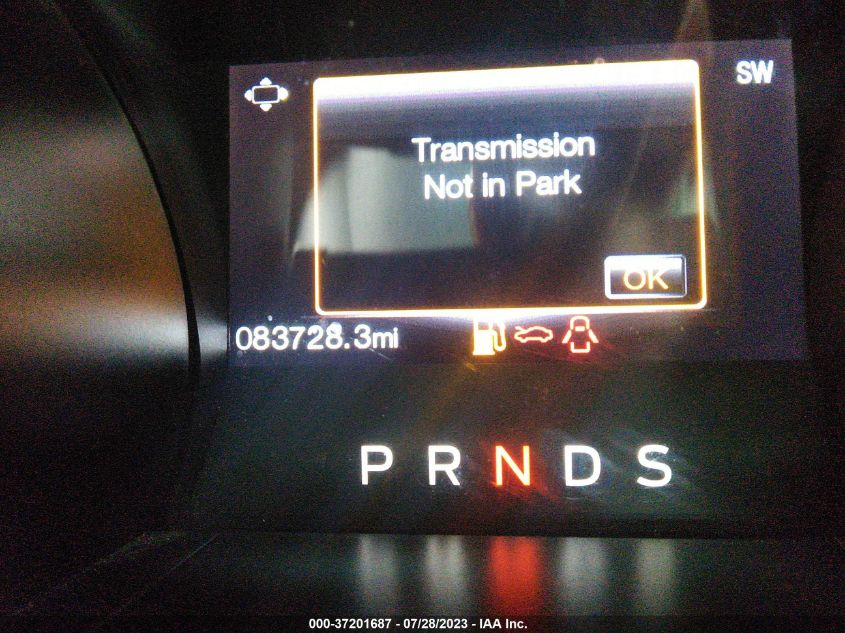 SW
Transmission
Not in Park
OK
083728.3mi
P R N D S
000-37201687 - 07/28/2023 - IAA Inc.